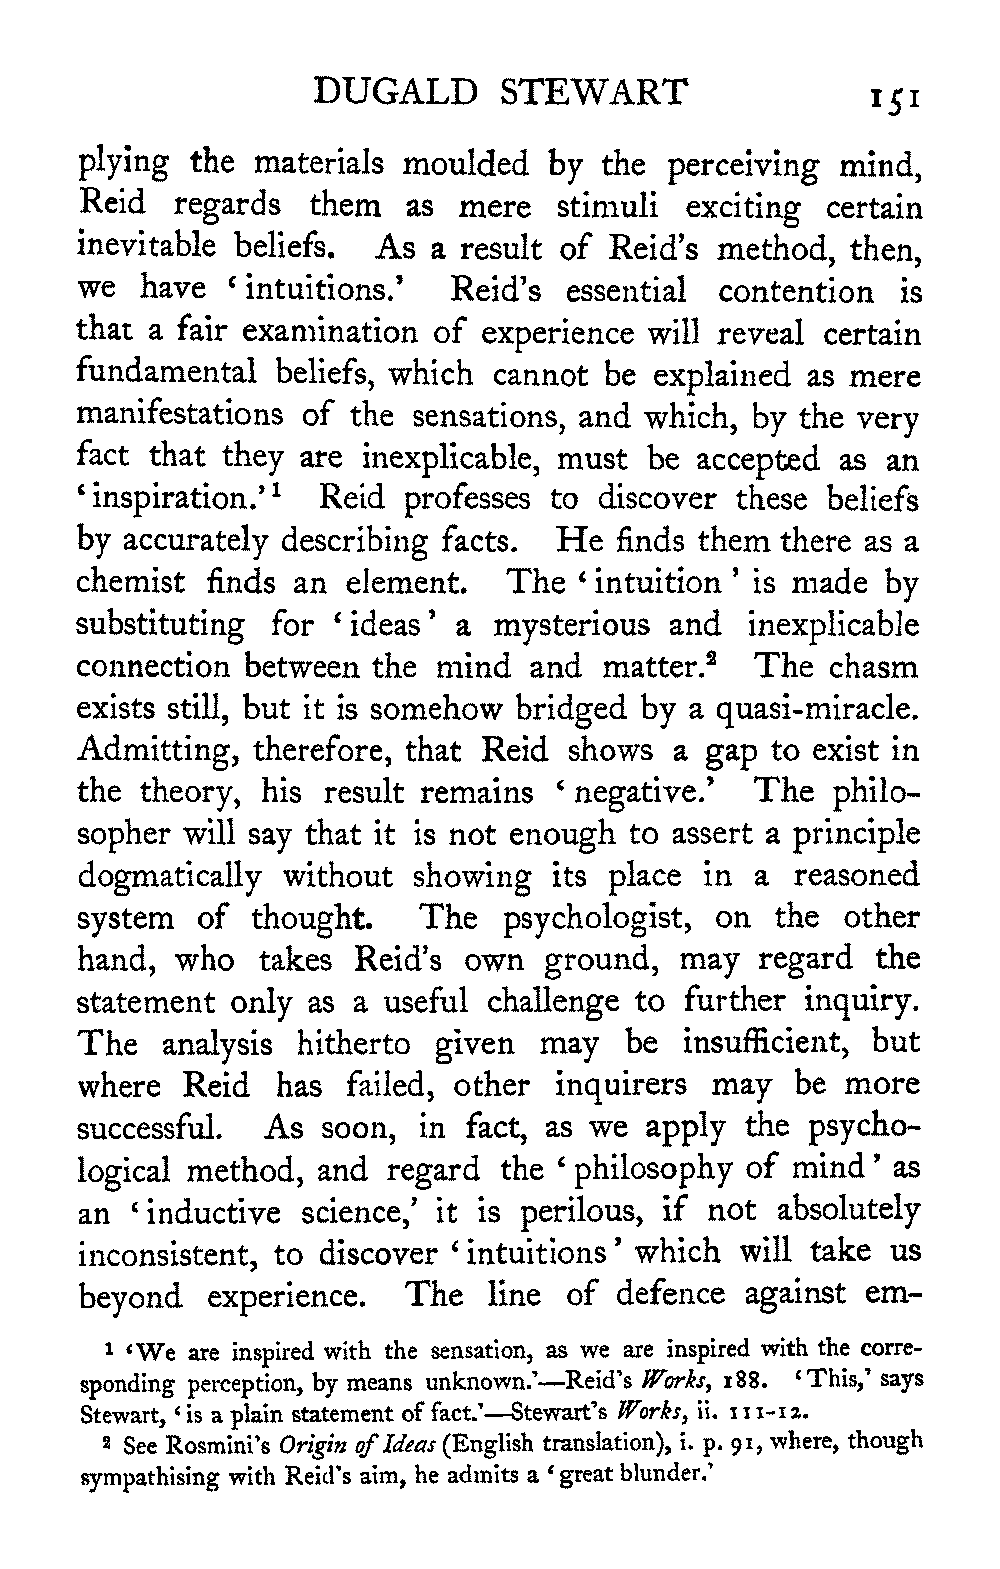 DUGALD STEWART 151
plying the materials moulded by the perceiving mind,
Reid regards them as mere stimuli exciting certain
inevitable beliefs. As a result of Reid's method, then,
we have ‘intuitions.’ Reid's essential contention is
that a fair examination of experience will reveal certain
fundamental beliefs, which cannot be explained as mere
manifestations of the sensations, and which, by the very
fact that they are inexplicable, must be accepted as an
‘inspiration.’¹ Reid professes to discover these beliefs
by accurately describing facts. He finds them there as a
chemist finds an element. The ‘intuition’ is made by
substituting for ‘ideas’ a mysterious and inexplicable
connection between the mind and matter.² The chasm
exists still, but it is somehow bridged by a quasi-miracle.
Admitting, therefore, that Reid shows a gap to exist in
the theory, his result remains ‘negative.’ The philo-
sopher will say that it is not enough to assert a principle
dogmatically without showing its place in a reasoned
system of thought. The psychologist, on the other
hand, who takes Reid's own ground, may regard the
statement only as a useful challenge to further inquiry.
The analysis hitherto given may be insufficient, but
where Reid has failed, other inquirers may be more
successful. As soon, in fact, as we apply the psycho-
logical method, and regard the ‘philosophy of mind’ as
an ‘inductive science,’ it is perilous, if not absolutely
inconsistent, to discover ‘intuitions’ which will take us
beyond experience. The line of defence against em-
¹ ‘We are inspired with the sensation, as we are inspired with the corre-
sponding perception, by means unknown.’—Reid's Works, 188. ‘This,’ says
Stewart, ‘is a plain statement of fact.’—Stewart's Works, ii. 111-12.
² See Rosmini's Origin of Ideas (English translation), i. p. 91, where, though
sympathising with Reid's aim, he admits a ‘great blunder.’